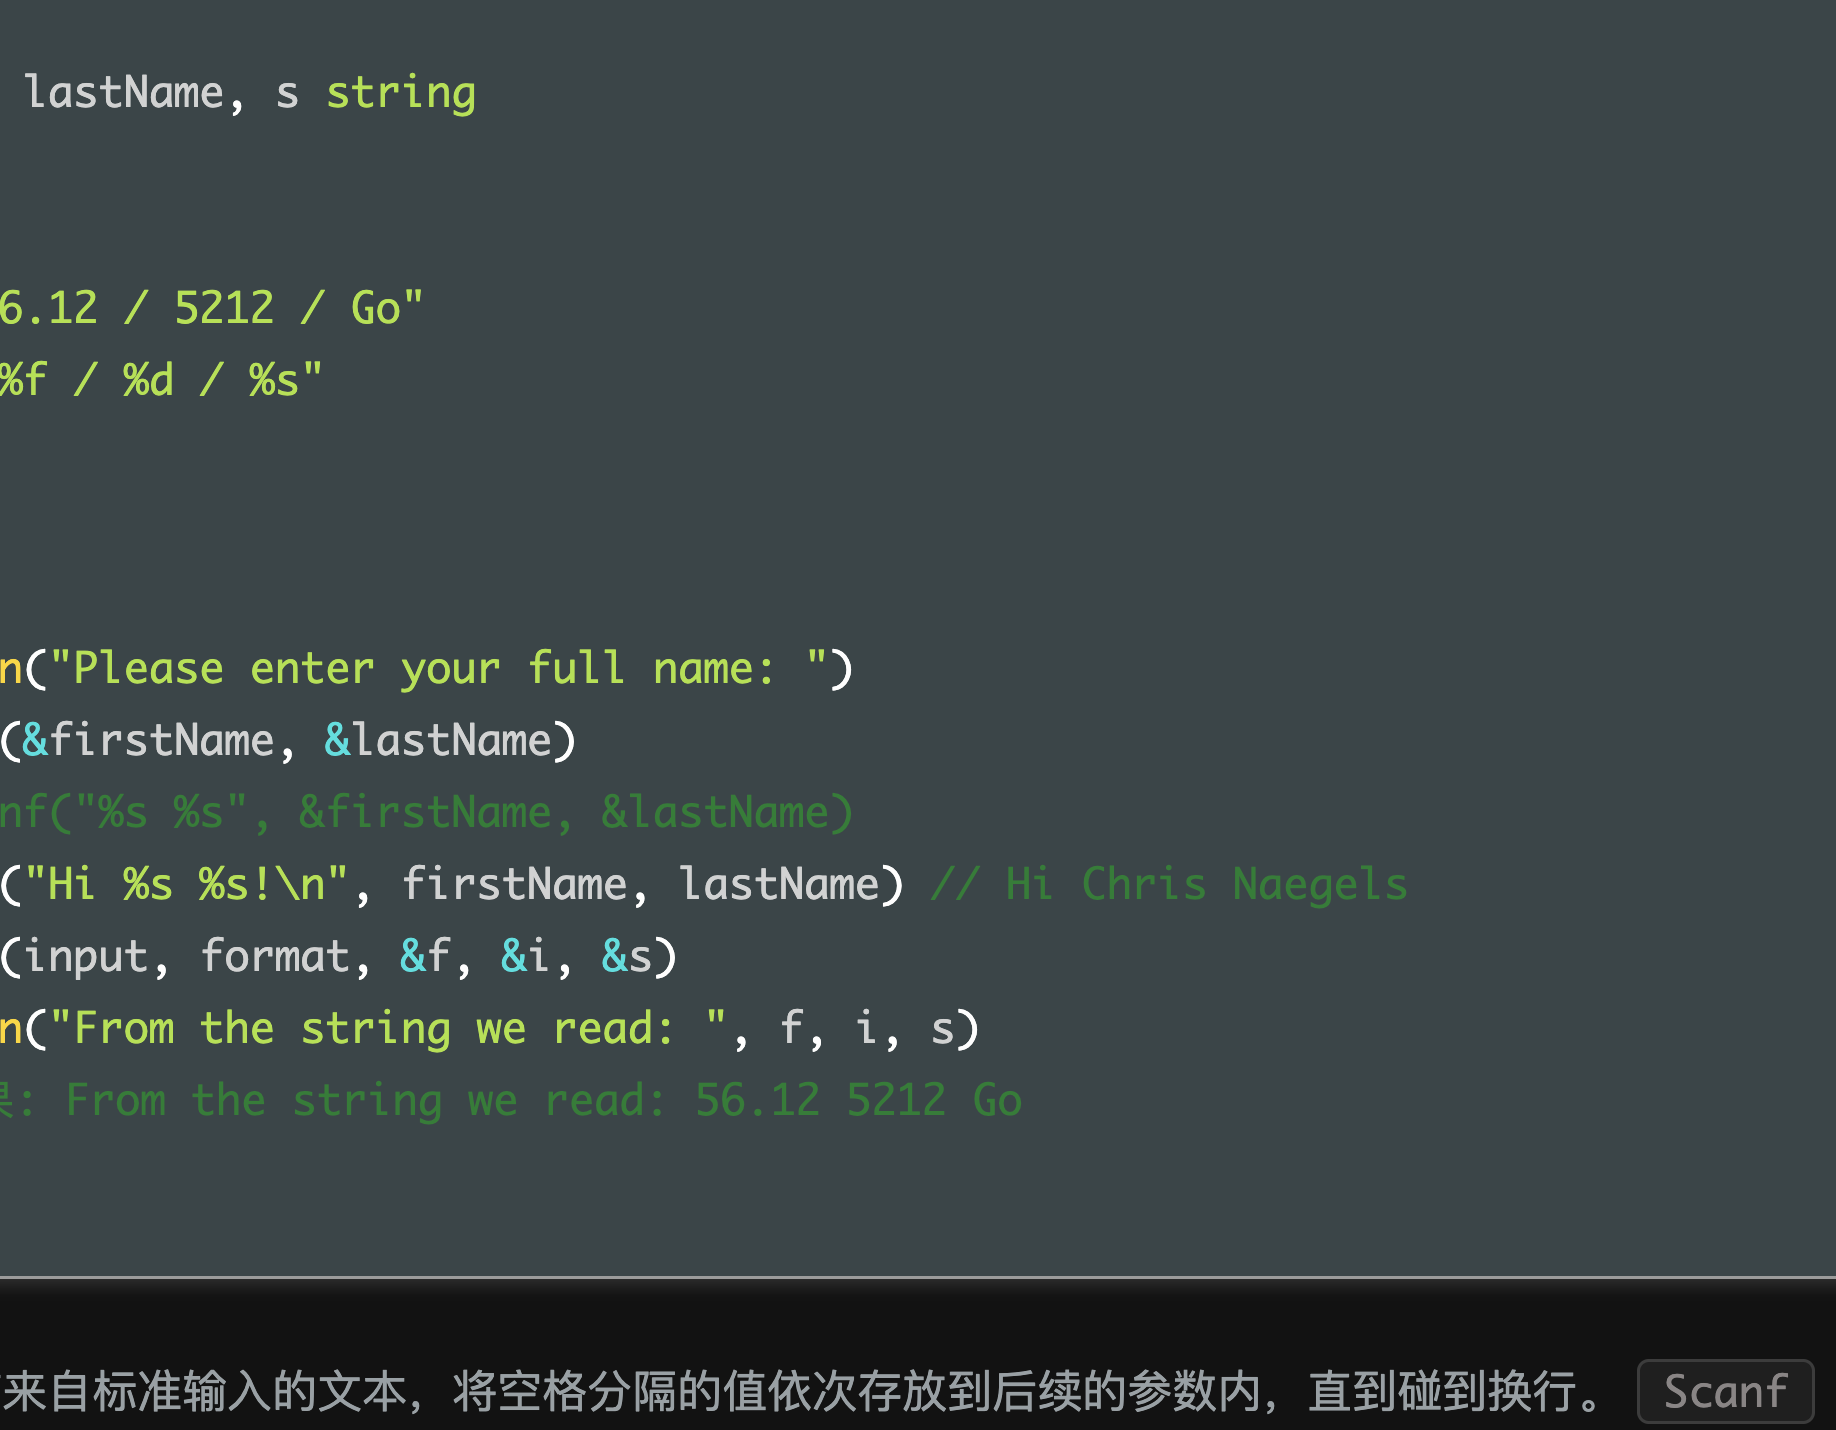 lastName, s string
6.12 / 5212 / Go"
%f / %d / %s"
n("Please enter your full name: ")
(&firstName, &lastName)
nf("%s %s", &firstName, &lastName)
("Hi %s %s!\n", firstName, lastName) // Hi Chris Naegels
(input, format, &f, &i, &s)
n("From the string we read: ", f, i, s)
果: From the string we read: 56.12 5212 Go
来自标准输入的文本，将空格分隔的值依次存放到后续的参数内，直到碰到换行。 Scanf